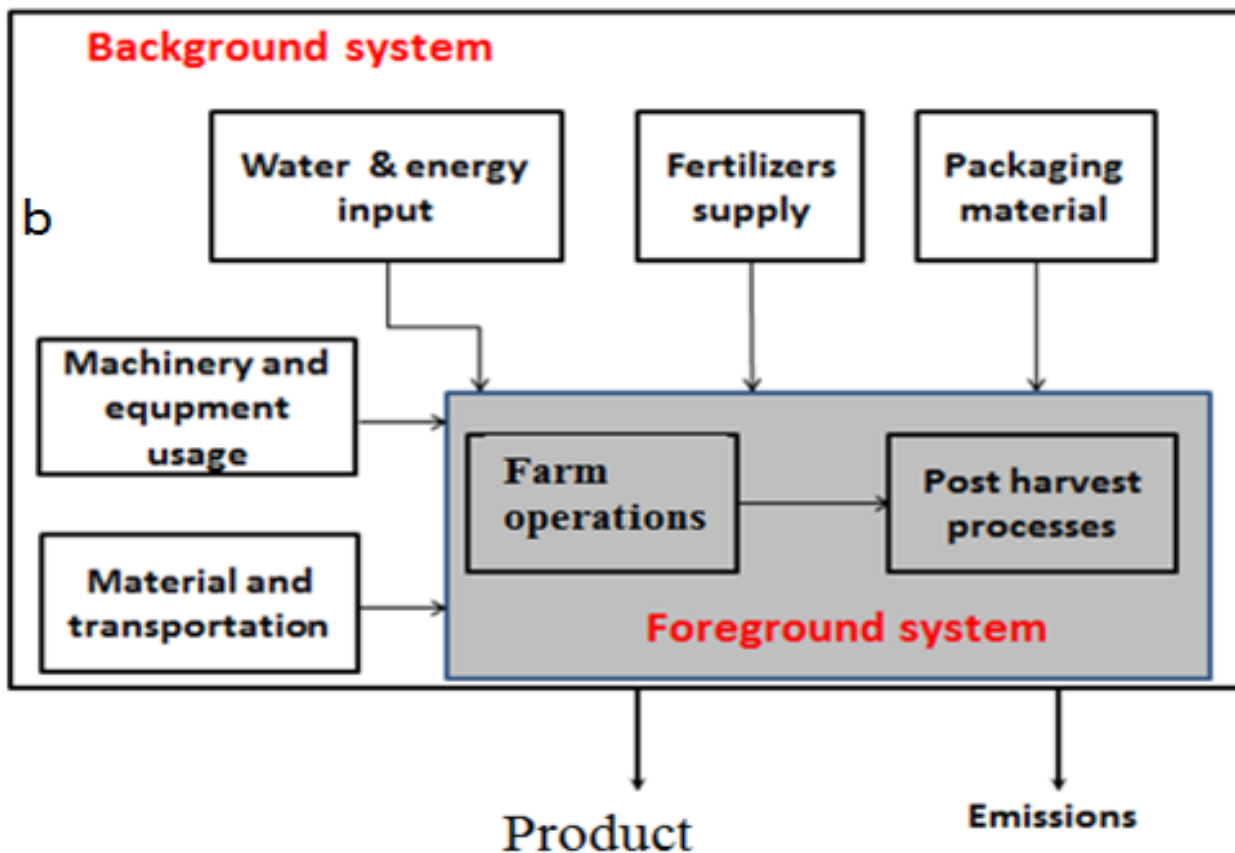 Background system
Water & energy
input
Fertilizers
supply
Packaging
material
b
Machinery and
equpment
usage
Farm
operations
Post harvest
processes
Material and
transportation
Foreground system
Product
Emissions